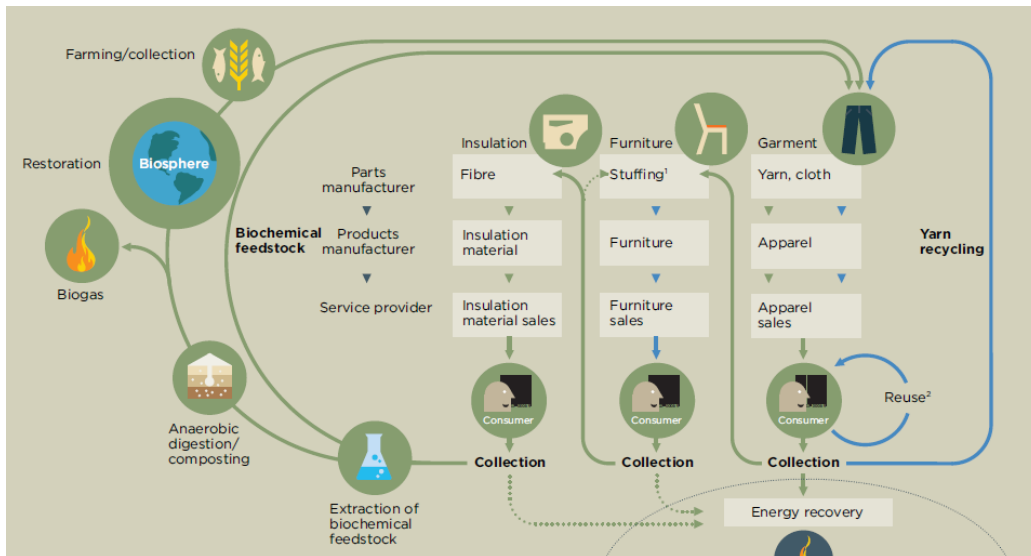 Farming/collection
Restoration
Biosphere
Biogas
Biochemical
feedstock
Anaerobic
digestion/
composting
Extraction of
biochemical
feedstock
Parts
manufacturer
Products
manufacturer
Service provider
Insulation
Fibre
Insulation
material
Insulation
material sales
Consumer
Collection
Furniture
Stuffing¹
Furniture
Furniture
sales
Consumer
Collection
Garment
Yarn, cloth
Apparel
Apparel
sales
Consumer
Reuse²
Collection
Yarn
recycling
Energy recovery